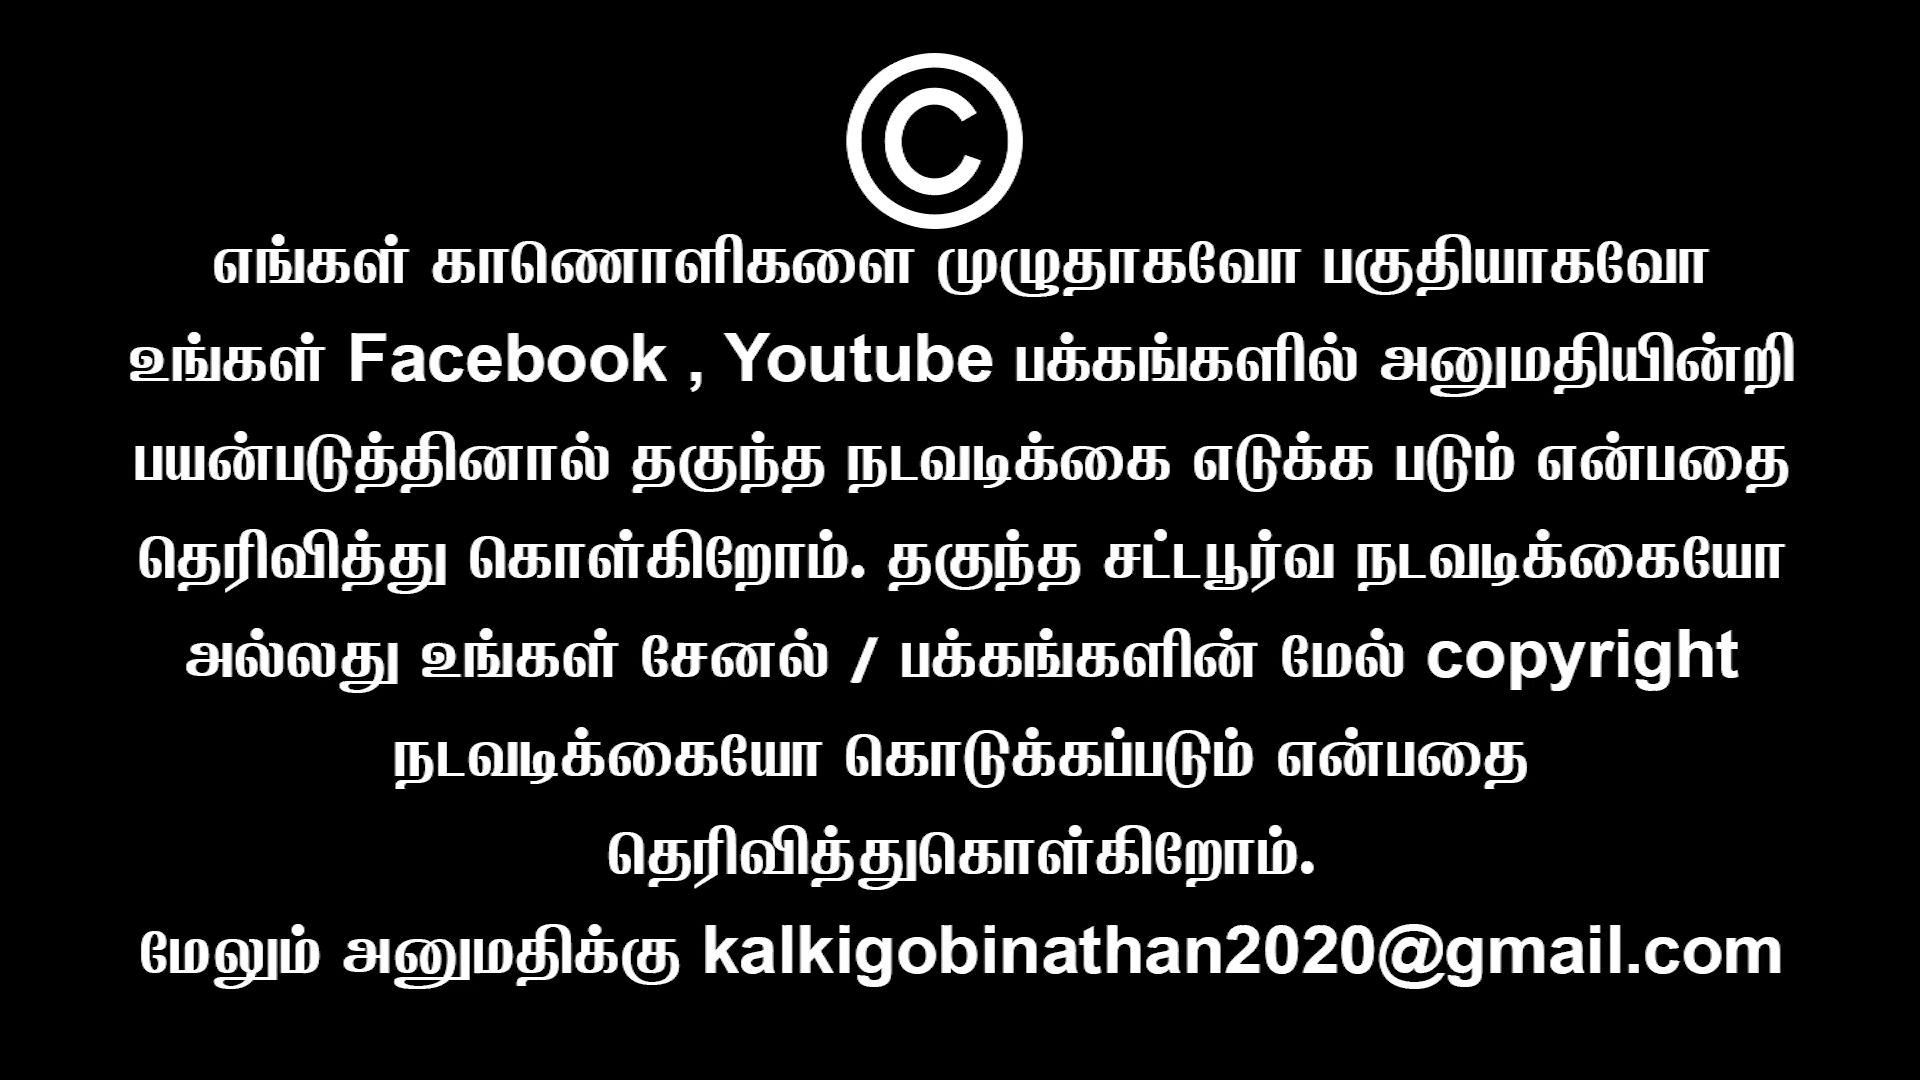 ©
எங்கள் காணொளிகளை முழுதாகவோ பகுதியாகவோ
உங்கள் Facebook , Youtube பக்கங்களில் அனுமதியின்றி
பயன்படுத்தினால் தகுந்த நடவடிக்கை எடுக்க படும் என்பதை
தெரிவித்து கொள்கிறோம். தகுந்த சட்டபூர்வ நடவடிக்கையோ
அல்லது உங்கள் சேனல் / பக்கங்களின் மேல் copyright
நடவடிக்கையோ கொடுக்கப்படும் என்பதை
தெரிவித்துகொள்கிறோம்.
மேலும் அனுமதிக்கு kalkigobinathan2020@gmail.com